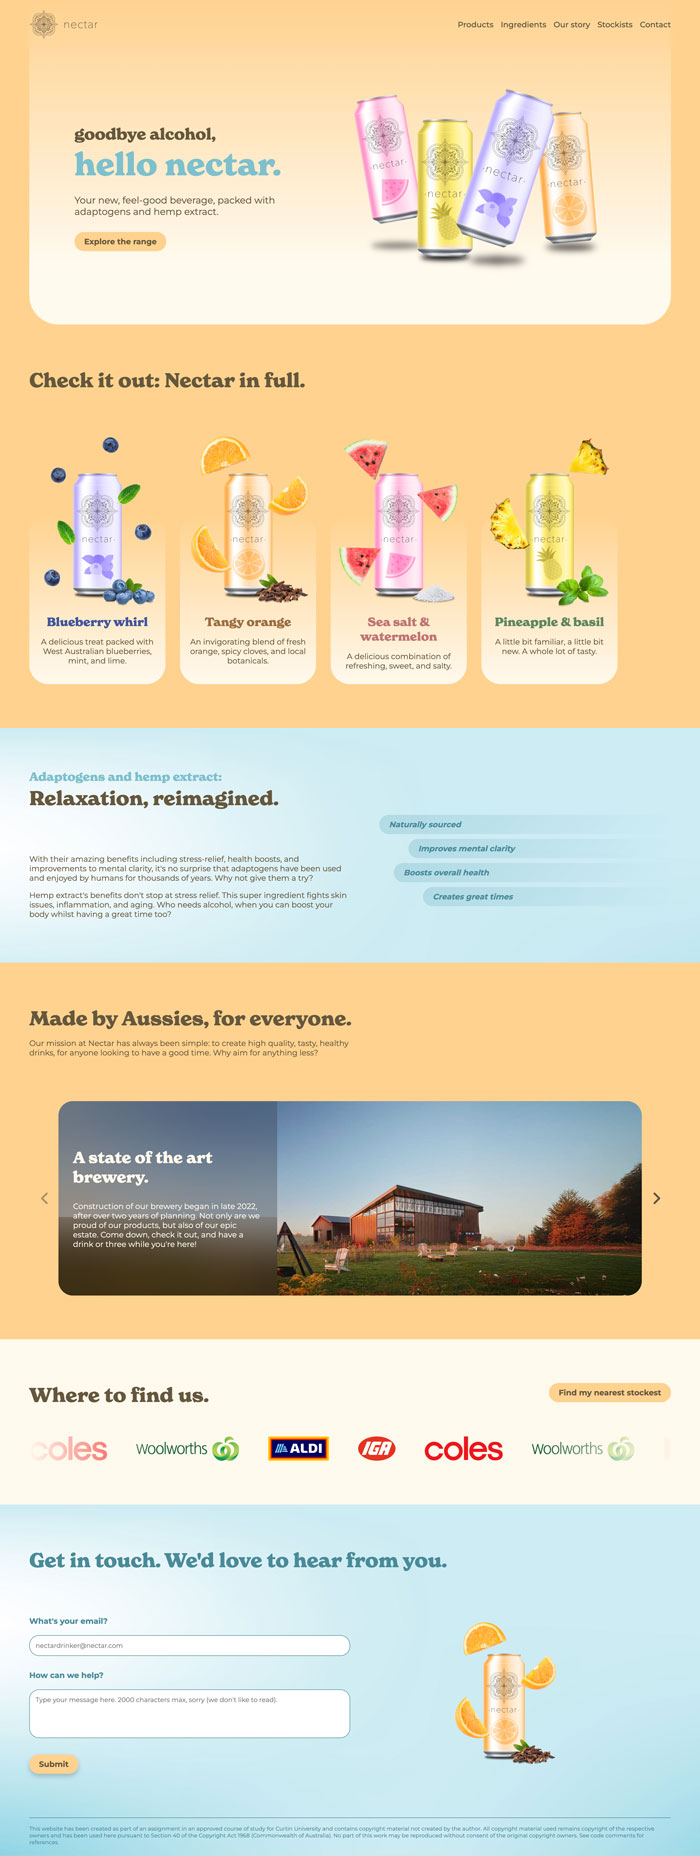 nectar
Products Ingredients Our story Stockists Contact
goodbye alcohol,
hello nectar.
Your new, feel-good beverage, packed with
adaptogens and hemp extract.
Explore the range
-nectar-
-nectar-
-nectar-
-nectar-
Check it out: Nectar in full.
-nectar-
-nectar-
-nectar-
-nectar-
Blueberry whirl
A delicious treat packed with
West Australian blueberries,
mint, and lime.
Tangy orange
An invigorating blend of fresh
orange, spicy cloves, and local
botanicals.
Sea salt &
watermelon
A delicious combination of
refreshing, sweet, and salty.
Pineapple & basil
A little bit familiar, a little bit
new. A whole lot of tasty.
Adaptogens and hemp extract:
Relaxation, reimagined.
With their amazing benefits including stress-relief, health boosts, and
improvements to mental clarity, it's no surprise that adaptogens have been used
and enjoyed by humans for thousands of years. Why not give them a try?
Hemp extract's benefits don't stop at stress relief. This super ingredient fights skin
issues, inflammation, and aging. Who needs alcohol, when you can boost your
body whilst having a great time too?
Naturally sourced
Improves mental clarity
Boosts overall health
Creates great times
Made by Aussies, for everyone.
Our mission at Nectar has always been simple: to create high quality, tasty, healthy
drinks, for anyone looking to have a good time. Why aim for anything less?
A state of the art
brewery.
Construction of our brewery began in late 2022,
after over two years of planning. Not only are we
proud of our products, but also of our epic
estate. Come down, check it out, and have a
drink or three while you're here!
Where to find us.
Find my nearest stockest
coles Woolworths ALDI IGA coles Woolworths
Get in touch. We'd love to hear from you.
What's your email?
nectardrinker@nectar.com
How can we help?
Type your message here. 2000 characters max, sorry (we don't like to read).
Submit
-nectar-
This website has been created as part of an assignment in an approved course of study for Curtin University and contains copyright material not created by the author. All copyright material used remains copyright of the respective
owners and has been used here pursuant to Section 40 of the Copyright Act 1968 (Commonwealth of Australia). No part of this work may be reproduced without consent of the original copyright owners. See code comments for
references.